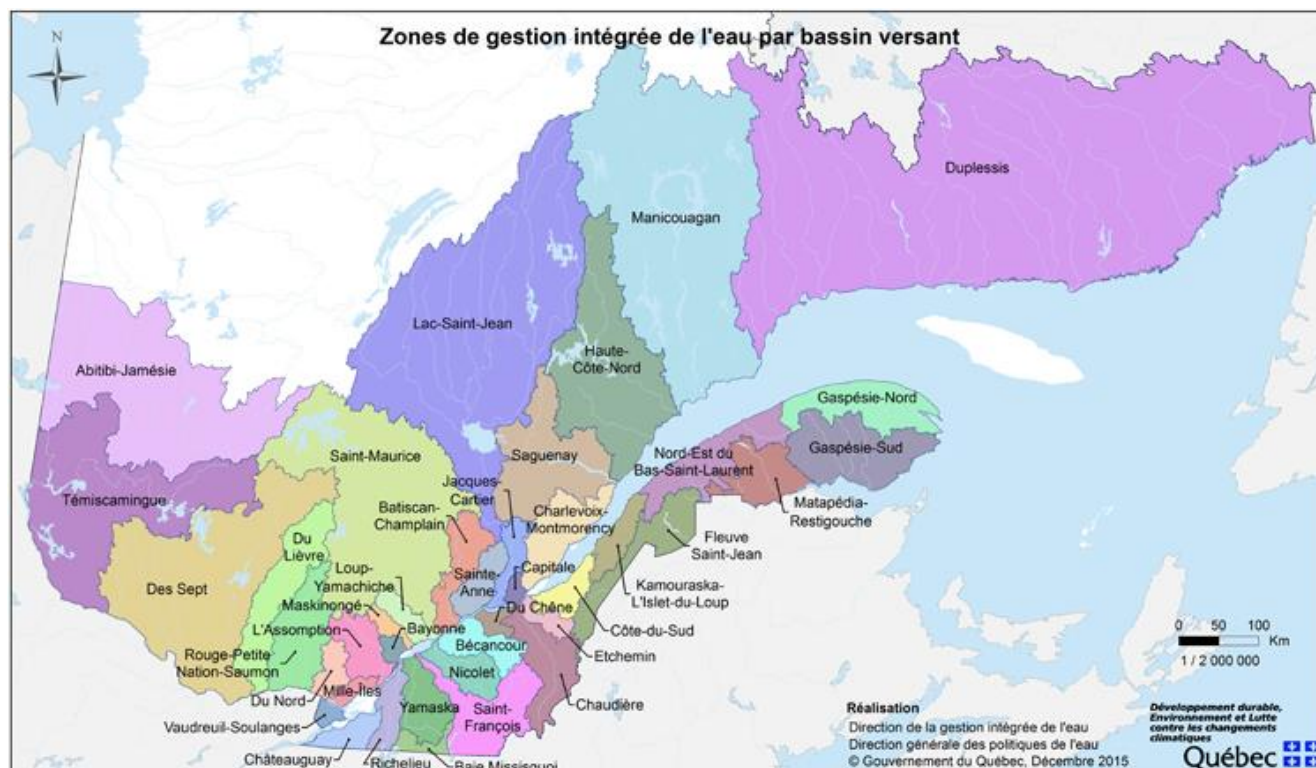 Zones de gestion intégrée de l'eau par bassin versant
N
Duplessis
Manicouagan
Lac-Saint-Jean
Haute-
Côte-Nord
Abitibi-Jamésie
Gaspésie-Nord
Gaspésie-Sud
Nord-Est du
Bas-Saint-Laurent
Saint-Maurice
Saguenay
Témiscamingue
Jacques-
Cartier
Batiscan-
Champlain
Charlevoix-
Montmorency
Matapédia-
Restigouche
Fleuve
Saint-Jean
Du
Lièvre
Des Sept
Loup-
Yamachiche
Sainte-
Anne
Capitale
Kamouraska-
L'Islet-du-Loup
Maskinongé
Du Chêne
L'Assomption
Bayonne
Côte-du-Sud
Bécancour
Etchemin
Rouge-Petite
Nation-Saumon
Nicolet
Du Nord
Mille-Îles
Yamaska
Saint-
François
Chaudière
Vaudreuil-Soulanges
Châteauguay
Richelieu
Baie Missisquoi
0 50 100
Km
1 / 2 000 000
Réalisation
Direction de la gestion intégrée de l'eau
Direction générale des politiques de l'eau
© Gouvernement du Québec, Décembre 2015
Développement durable,
Environnement et Lutte
contre les changements
climatiques
Québec